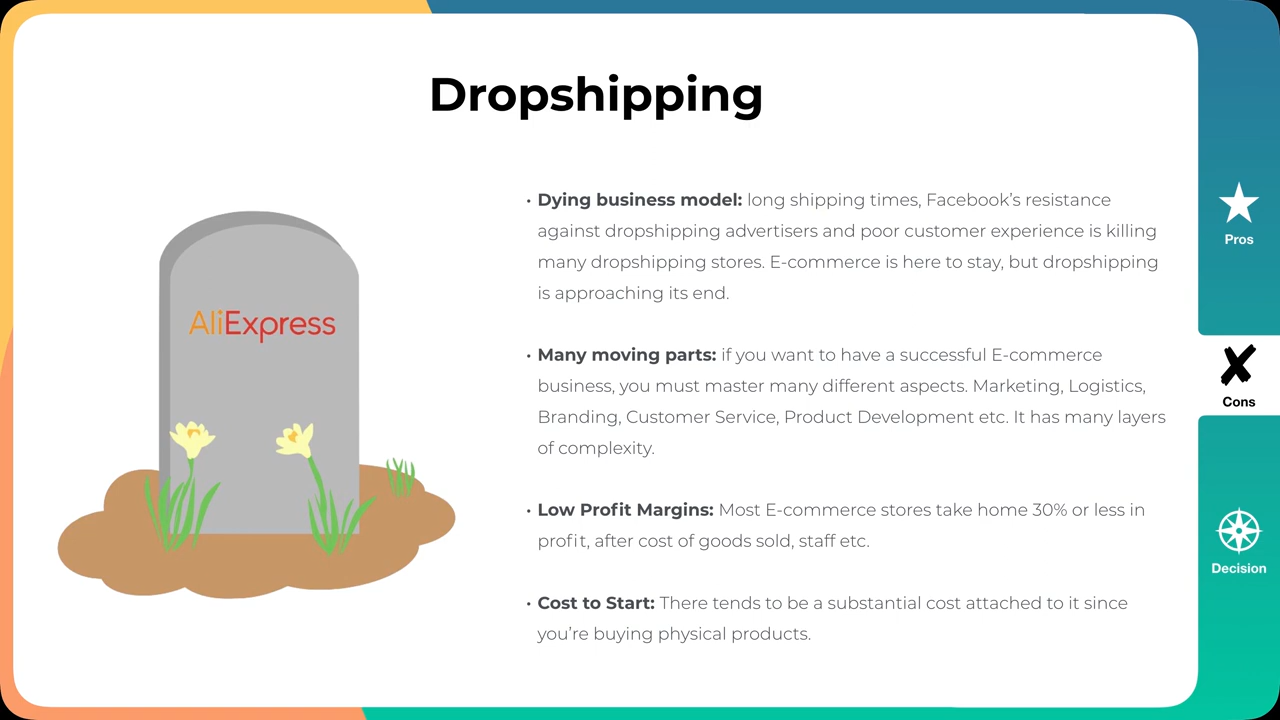 Dropshipping
AliExpress
• Dying business model: long shipping times, Facebook’s resistance
against dropshipping advertisers and poor customer experience is killing
many dropshipping stores. E-commerce is here to stay, but dropshipping
is approaching its end.
• Many moving parts: if you want to have a successful E-commerce
business, you must master many different aspects. Marketing, Logistics,
Branding, Customer Service, Product Development etc. It has many layers
of complexity.
• Low Profit Margins: Most E-commerce stores take home 30% or less in
profit, after cost of goods sold, staff etc.
• Cost to Start: There tends to be a substantial cost attached to it since
you’re buying physical products.
Pros
Cons
Decision